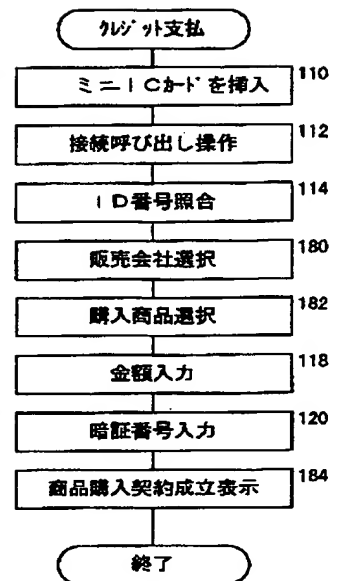 クレジット支払
ミニICカードを挿入
110
接続呼び出し操作
112
ID番号照合
114
販売会社選択
180
購入商品選択
182
金額入力
118
暗証番号入力
120
商品購入契約成立表示
184
終了